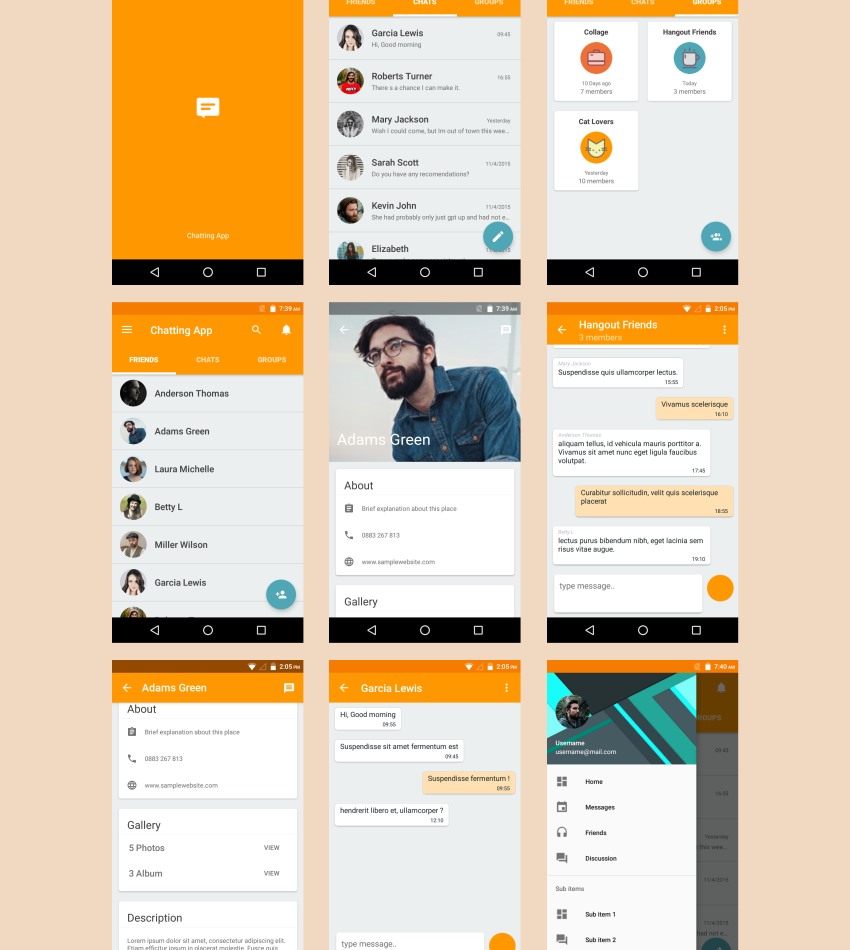 Chatting App
FRIENDS CHATS GROUPS
Garcia Lewis 09:45
Hi, Good morning
Roberts Turner 16:55
There s a chance I can make it.
Mary Jackson Yesterday
Wish I could come, but Im out of town this wee...
Sarah Scott 11/4/2015
Do you have any recomendations?
Kevin John 11/4/2015
She had probably only just gpt up and had not e...
Elizabeth
FRIENDS CHATS GROUPS
Collage
10 Days ago
7 members
Hangout Friends
Today
3 members
Cat Lovers
Yesterday
10 members
7:39 AM
Chatting App
FRIENDS CHATS GROUPS
Anderson Thomas
Adams Green
Laura Michelle
Betty L
Miller Wilson
Garcia Lewis
7:39 AM
Adams Green
About
Brief explanation about this place
0883 267 813
www.samplewebsite.com
Gallery
2:05 PM
Hangout Friends
3 members
Mary Jackson
Suspendisse quis ullamcorper lectus.
15:55
Vivamus scelerisque
16:10
Anderson Thomas
aliquam tellus, id vehicula mauris porttitor a.
Vivamus sit amet nunc eget ligula faucibus
volutpat.
17:45
Curabitur sollicitudin, velit quis scelerisque
placerat
18:55
Betty L
lectus purus bibendum nibh, eget lacinia sem
risus vitae augue.
19:10
type message..
2:05 PM
Adams Green
About
Brief explanation about this place
0883 267 813
www.samplewebsite.com
Gallery
5 Photos VIEW
3 Album VIEW
Description
Lorem ipsum dolor sit amet, consectetur adipiscing elit.
Etiam efficitur ipsum in placerat molestie. Fusce quis
2:05 PM
Garcia Lewis
Hi, Good morning
09:55
Suspendisse sit amet fermentum est
09:45
Suspendisse fermentum !
09:55
hendrerit libero et, ullamcorper ?
12:10
type message..
7:40 AM
Username
username@mail.com
Home
Messages
Friends
Discussion
Sub items
Sub item 1
Sub item 2
ROUPS
09:45
16:55
Yesterday
this wee...
11/4/2015
11/4/2015
had not e...